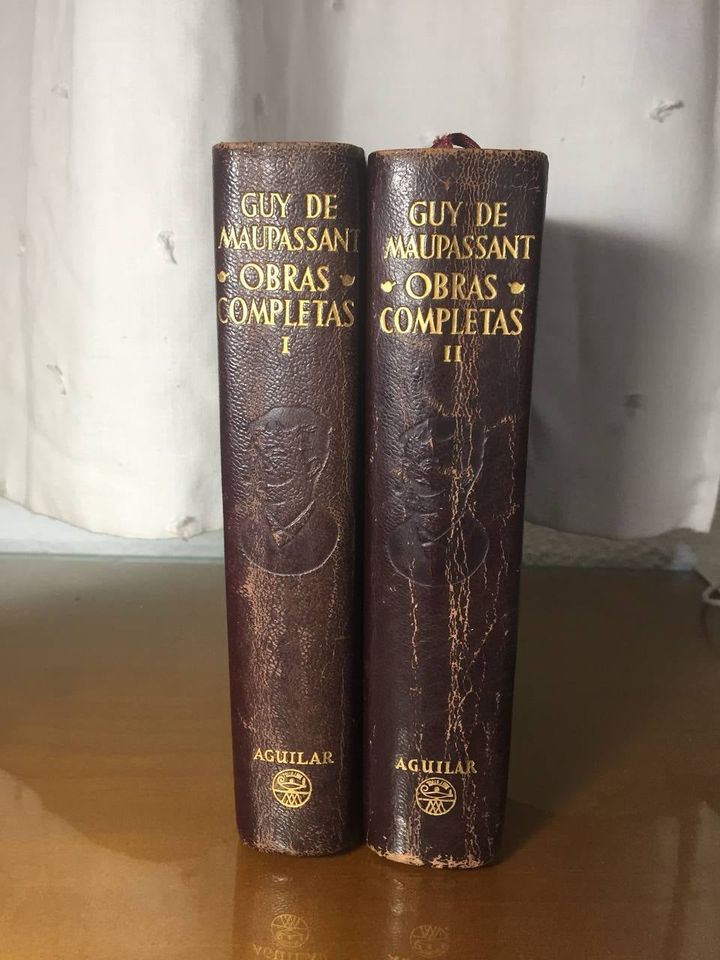 GUY DE
MAUPASSANT
OBRAS
COMPLETAS
I
AGUILAR
GUY DE
MAUPASSANT
OBRAS
COMPLETAS
II
AGUILAR